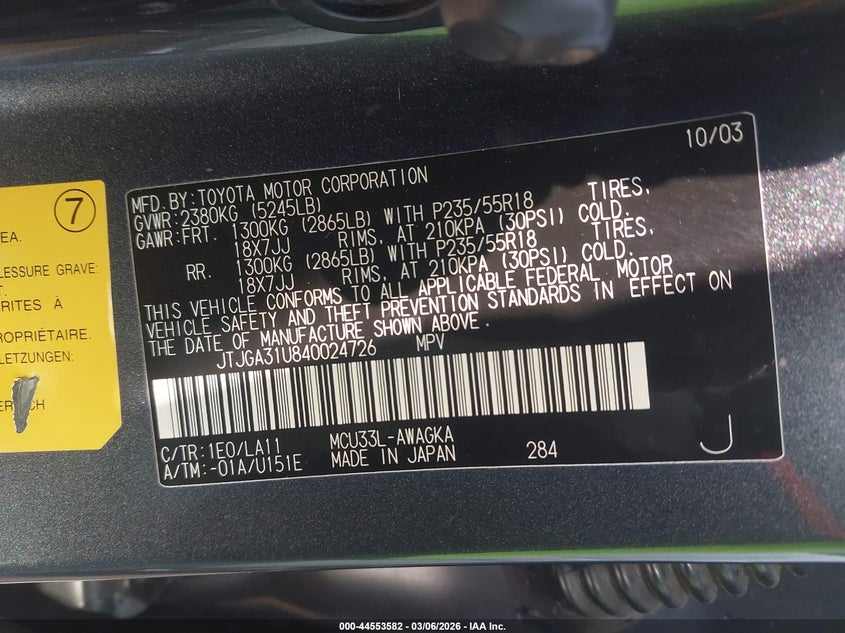 10/03
MFD. BY: TOYOTA MOTOR CORPORATION
GVWR: 2380KG (5245LB)
GAWR: FRT. 1300KG (2865LB) WITH P235/55R18 TIRES,
18X7JJ RIMS, AT 210KPA (30PSI) COLD.
RR. 1300KG (2865LB) WITH P235/55R18 TIRES,
18X7JJ RIMS, AT 210KPA (30PSI) COLD.
THIS VEHICLE CONFORMS TO ALL APPLICABLE FEDERAL MOTOR
VEHICLE SAFETY AND THEFT PREVENTION STANDARDS IN EFFECT ON
THE DATE OF MANUFACTURE SHOWN ABOVE.
JTJGA31U840024726 MPV
C/TR: 1E0/LA11 MCU33L-AWAGKA
A/TM: -01A/U151E MADE IN JAPAN 284 J
7
EA.
LESSURE GRAVE:
T.
RITES À
PROPRIÉTAIRE.
LETZUNGEN:
000-44553582 - 03/06/2026 - IAA Inc.